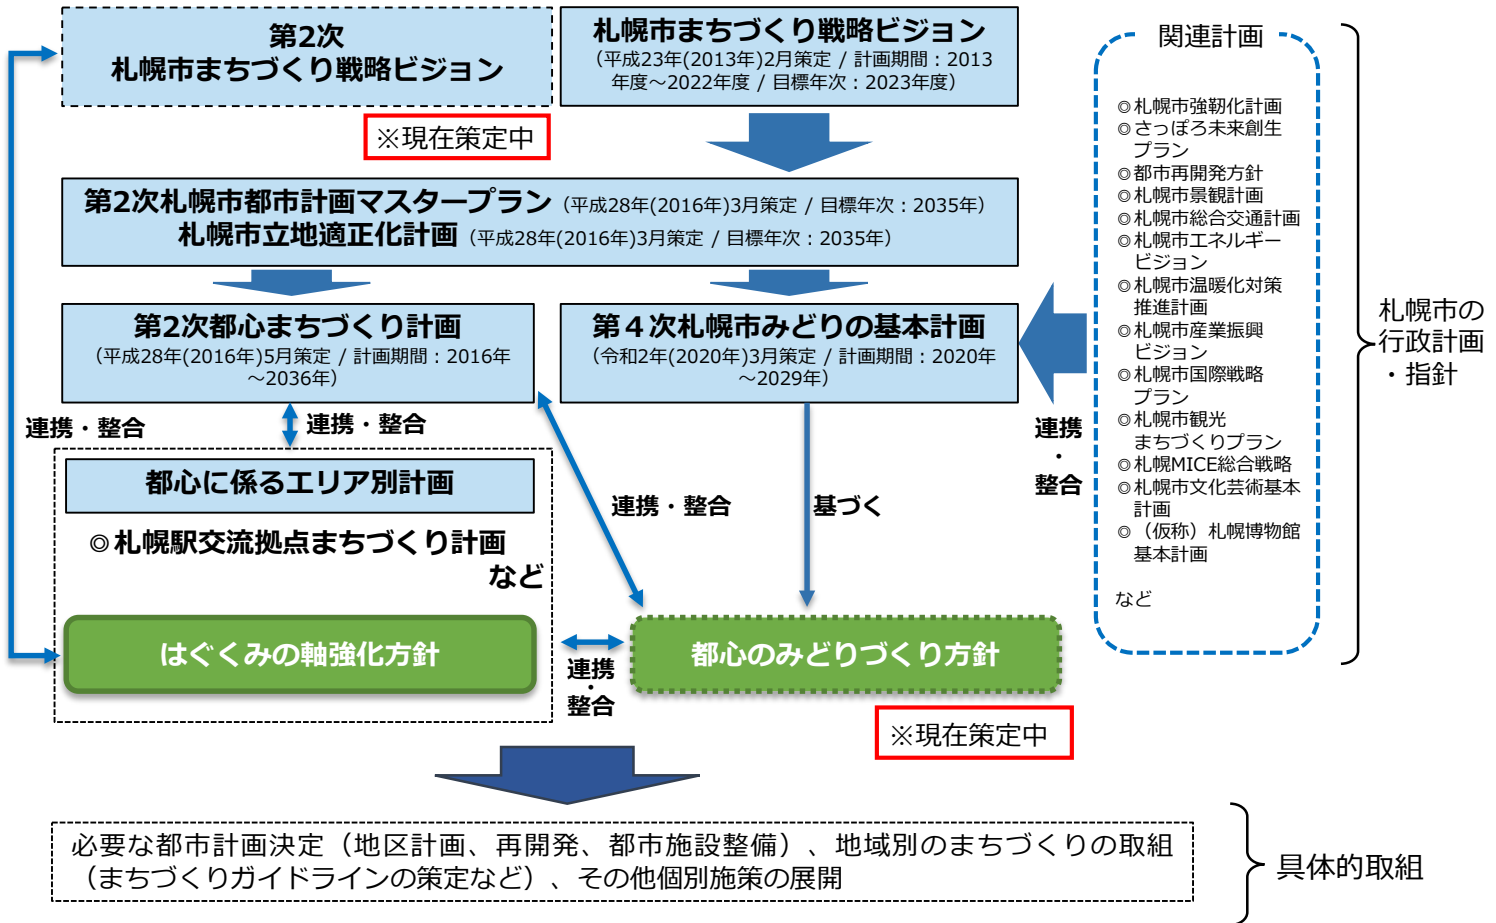 第2次
札幌市まちづくり戦略ビジョン
※現在策定中
札幌市まちづくり戦略ビジョン
（平成23年(2013年)2月策定 / 計画期間：2013
年度～2022年度 / 目標年次：2023年度）
第2次札幌市都市計画マスタープラン（平成28年(2016年)3月策定 / 目標年次：2035年）
札幌市立地適正化計画（平成28年(2016年)3月策定 / 目標年次：2035年）
第2次都心まちづくり計画
（平成28年(2016年)5月策定 / 計画期間：2016年
～2036年）
第４次札幌市みどりの基本計画
（令和2年(2020年)3月策定 / 計画期間：2020年
～2029年）
連携・整合
連携・整合
都心に係るエリア別計画
◎札幌駅交流拠点まちづくり計画
など
はぐくみの軸強化方針
連携・整合
基づく
連携
・
整合
都心のみどりづくり方針
※現在策定中
連携
・
整合
関連計画
◎札幌市強靭化計画
◎さっぽろ未来創生
プラン
◎都市再開発方針
◎札幌市景観計画
◎札幌市総合交通計画
◎札幌市エネルギー
ビジョン
◎札幌市温暖化対策
推進計画
◎札幌市産業振興
ビジョン
◎札幌市国際戦略
プラン
◎札幌市観光
まちづくりプラン
◎札幌MICE総合戦略
◎札幌市文化芸術基本
計画
◎（仮称）札幌博物館
基本計画
など
札幌市の
行政計画
・指針
必要な都市計画決定（地区計画、再開発、都市施設整備）、地域別のまちづくりの取組
（まちづくりガイドラインの策定など）、その他個別施策の展開
具体的取組